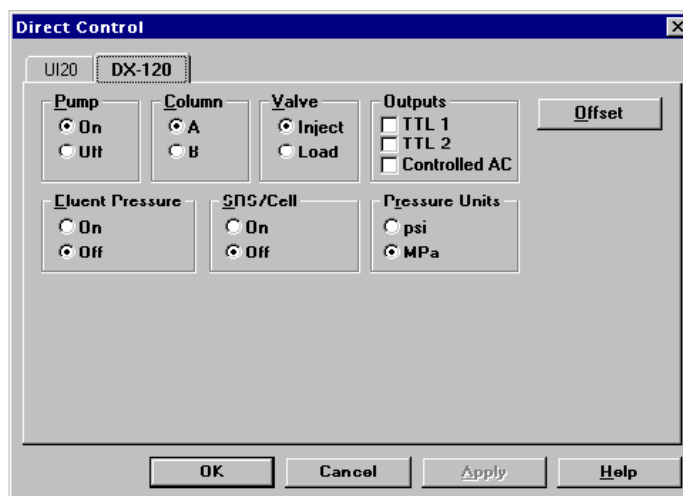 Direct Control
UI20
DX-120
Pump
On
Off
Column
A
B
Valve
Inject
Load
Outputs
TTL 1
TTL 2
Controlled AC
Offset
Eluent Pressure
On
Off
SRS/Cell
On
Off
Pressure Units
psi
MPa
OK
Cancel
Apply
Help